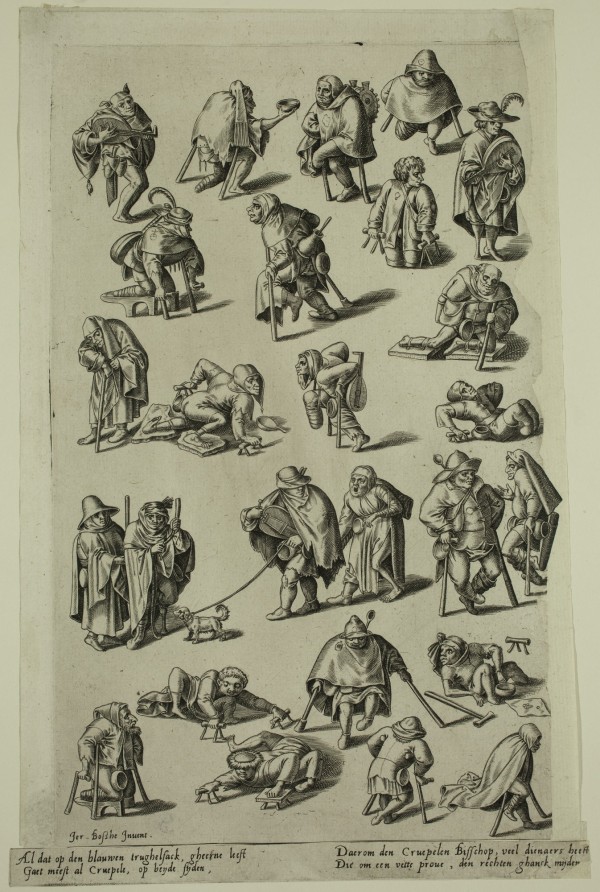 Jer. Bosche Inuent.
Al dat op den blauwen trughelsack, gheerne leeft
Gaet meest al Cruepele, op beyde syden,
Daerom den Cruepelen Bisschop, veel dienaers heeft
Die om een vette proue, den rechten ghanck myden